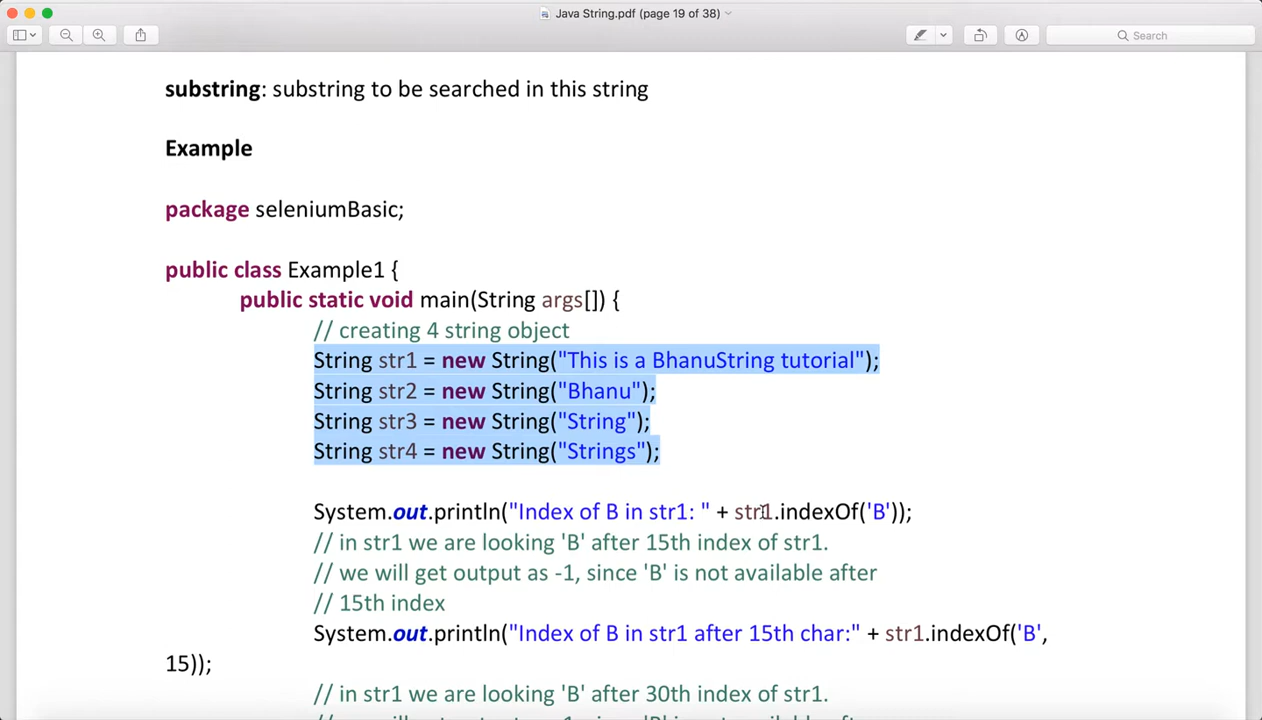 Java String.pdf (page 19 of 38)
Search
substring: substring to be searched in this string
Example
package seleniumBasic;
public class Example1 {
public static void main(String args[]) {
// creating 4 string object
String str1 = new String("This is a BhanuString tutorial");
String str2 = new String("Bhanu");
String str3 = new String("String");
String str4 = new String("Strings");
System.out.println("Index of B in str1: " + str1.indexOf('B'));
// in str1 we are looking 'B' after 15th index of str1.
// we will get output as -1, since 'B' is not available after
// 15th index
System.out.println("Index of B in str1 after 15th char:" + str1.indexOf('B',
15));
// in str1 we are looking 'B' after 30th index of str1.